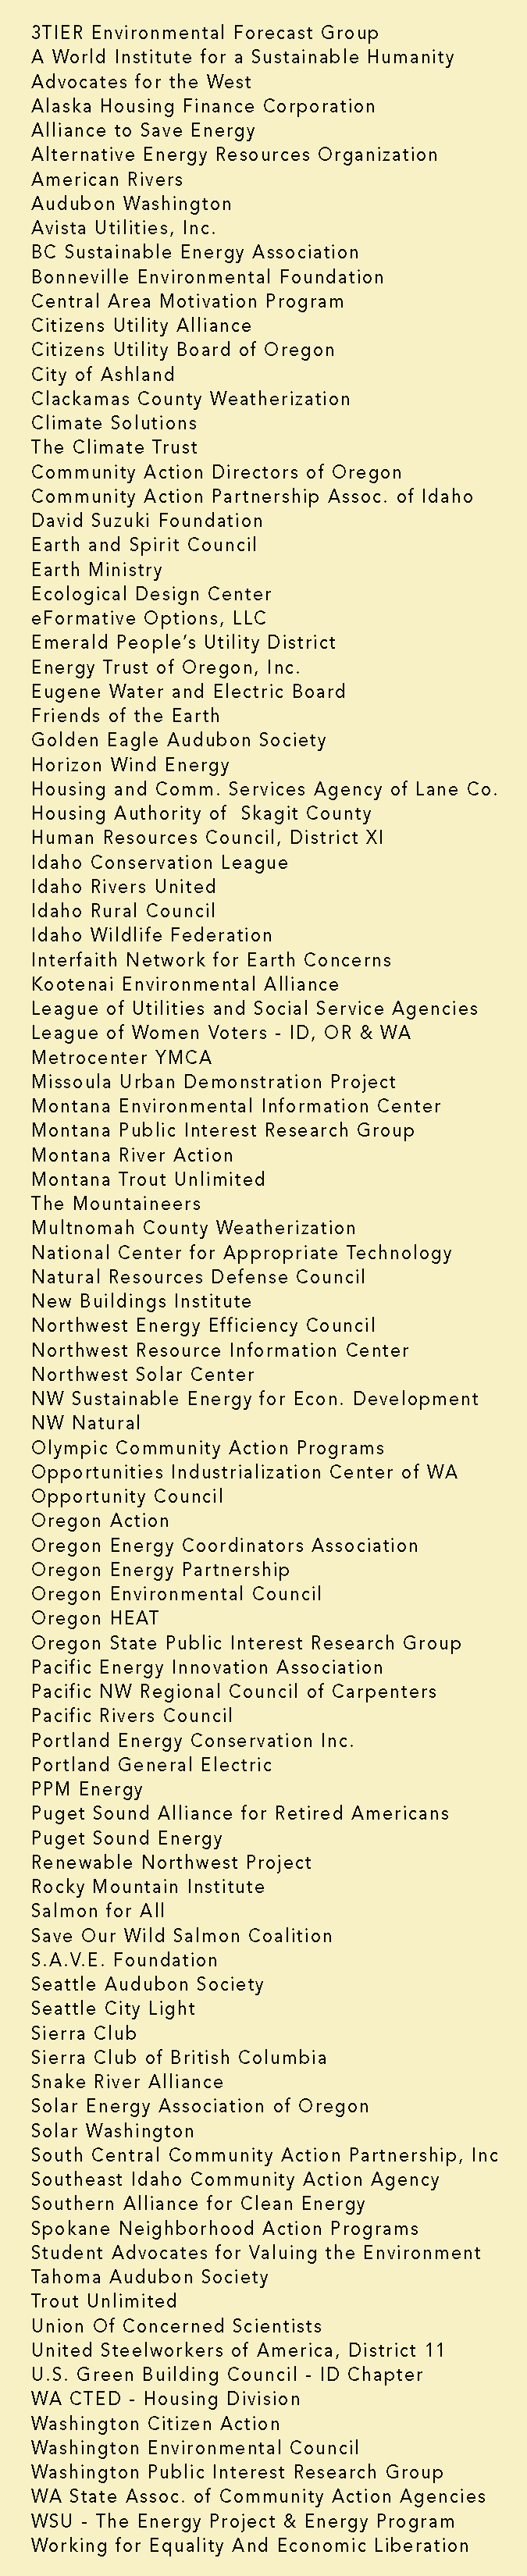 3TIER Environmental Forecast Group
A World Institute for a Sustainable Humanity
Advocates for the West
Alaska Housing Finance Corporation
Alliance to Save Energy
Alternative Energy Resources Organization
American Rivers
Audubon Washington
Avista Utilities, Inc.
BC Sustainable Energy Association
Bonneville Environmental Foundation
Central Area Motivation Program
Citizens Utility Alliance
Citizens Utility Board of Oregon
City of Ashland
Clackamas County Weatherization
Climate Solutions
The Climate Trust
Community Action Directors of Oregon
Community Action Partnership Assoc. of Idaho
David Suzuki Foundation
Earth and Spirit Council
Earth Ministry
Ecological Design Center
eFormative Options, LLC
Emerald People’s Utility District
Energy Trust of Oregon, Inc.
Eugene Water and Electric Board
Friends of the Earth
Golden Eagle Audubon Society
Horizon Wind Energy
Housing and Comm. Services Agency of Lane Co.
Housing Authority of  Skagit County
Human Resources Council, District XI
Idaho Conservation League
Idaho Rivers United
Idaho Rural Council
Idaho Wildlife Federation
Interfaith Network for Earth Concerns
Kootenai Environmental Alliance
League of Utilities and Social Service Agencies
League of Women Voters - ID, OR & WA
Metrocenter YMCA
Missoula Urban Demonstration Project
Montana Environmental Information Center
Montana Public Interest Research Group
Montana River Action
Montana Trout Unlimited
The Mountaineers
Multnomah County Weatherization
National Center for Appropriate Technology
Natural Resources Defense Council
New Buildings Institute
Northwest Energy Efficiency Council
Northwest Resource Information Center
Northwest Solar Center
NW Sustainable Energy for Econ. Development
NW Natural
Olympic Community Action Programs
Opportunities Industrialization Center of WA
Opportunity Council
Oregon Action
Oregon Energy Coordinators Association
Oregon Energy Partnership
Oregon Environmental Council
Oregon HEAT
Oregon State Public Interest Research Group
Pacific Energy Innovation Association
Pacific NW Regional Council of Carpenters
Pacific Rivers Council
Portland Energy Conservation Inc.
Portland General Electric
PPM Energy
Puget Sound Alliance for Retired Americans
Puget Sound Energy
Renewable Northwest Project
Rocky Mountain Institute
Salmon for All
Save Our Wild Salmon Coalition
S.A.V.E. Foundation
Seattle Audubon Society
Seattle City Light
Sierra Club
Sierra Club of British Columbia
Snake River Alliance
Solar Energy Association of Oregon
Solar Washington
South Central Community Action Partnership, Inc
Southeast Idaho Community Action Agency
Southern Alliance for Clean Energy
Spokane Neighborhood Action Programs
Student Advocates for Valuing the Environment
Tahoma Audubon Society
Trout Unlimited
Union Of Concerned Scientists
United Steelworkers of America, District 11
U.S. Green Building Council - ID Chapter
WA CTED - Housing Division
Washington Citizen Action
Washington Environmental Council
Washington Public Interest Research Group
WA State Assoc. of Community Action Agencies
WSU - The Energy Project & Energy Program
Working for Equality And Economic Liberation